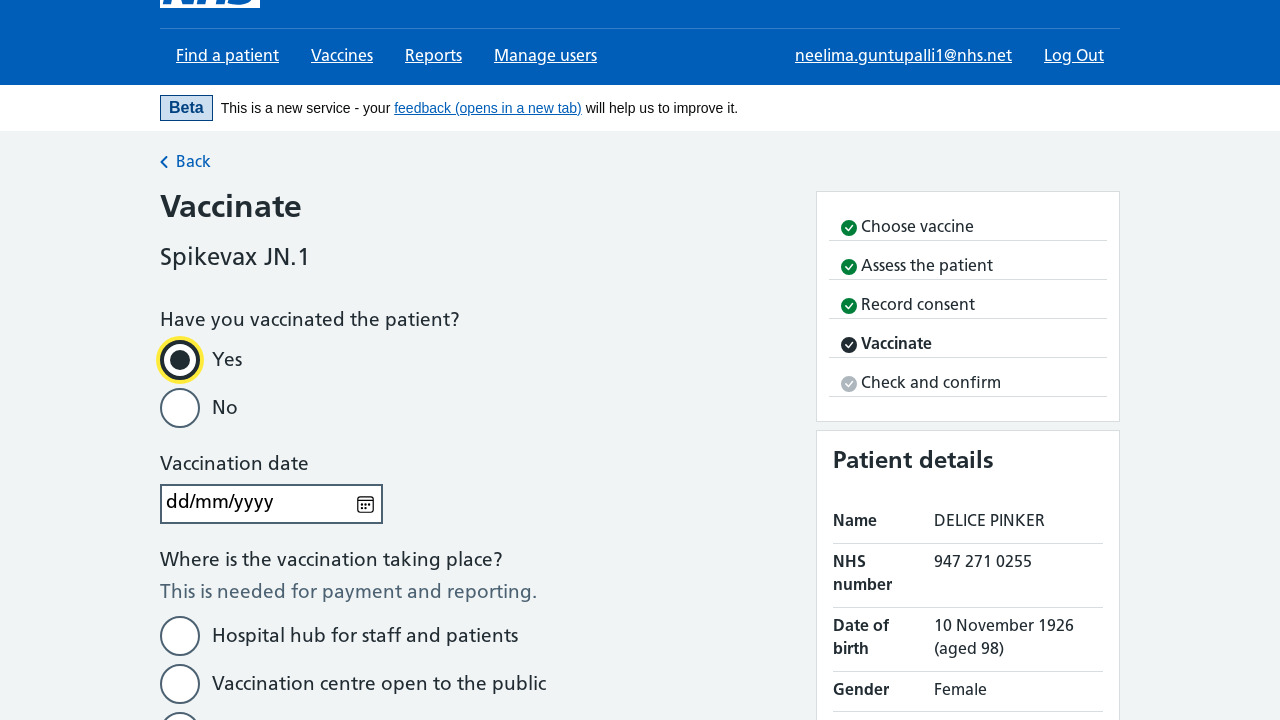 NHS
Find a patient Vaccines Reports Manage users neelima.guntupalli1@nhs.net Log Out
Beta This is a new service - your feedback (opens in a new tab) will help us to improve it.
Back
Vaccinate
Spikevax JN.1
Have you vaccinated the patient?
Yes
No
Vaccination date
dd/mm/yyyy
Where is the vaccination taking place?
This is needed for payment and reporting.
Hospital hub for staff and patients
Vaccination centre open to the public
Choose vaccine
Assess the patient
Record consent
Vaccinate
Check and confirm
Patient details
Name DELICE PINKER
NHS 947 271 0255
number
Date of 10 November 1926
birth (aged 98)
Gender Female